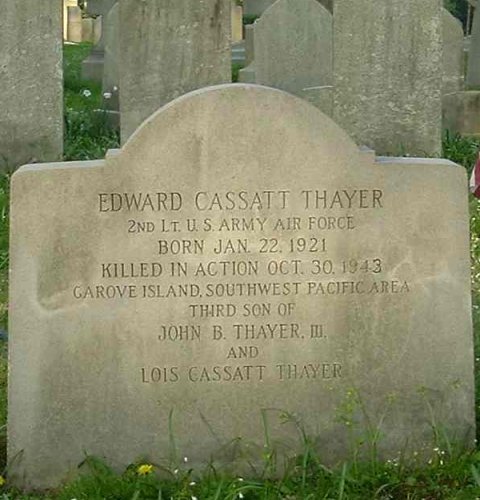 EDWARD CASSATT THAYER
2ND LT. U.S. ARMY AIR FORCE
BORN JAN. 22, 1921
KILLED IN ACTION OCT. 30, 1943
GAROVE ISLAND, SOUTHWEST PACIFIC AREA
THIRD SON OF
JOHN B. THAYER, III.
AND
LOIS CASSATT THAYER